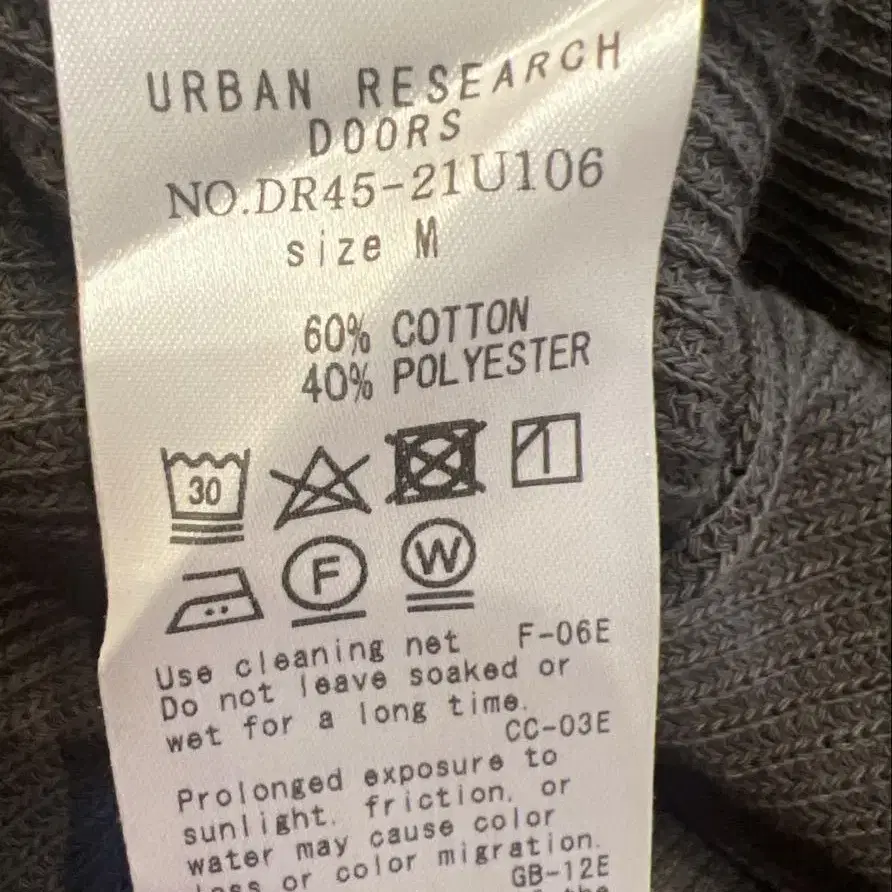 URBAN RESEARCH
DOORS
NO.DR45-21U106
size M
60% COTTON
40% POLYESTER
30
F
W
Use cleaning net F-06E
Do not leave soaked or
wet for a long time.
CC-03E
Prolonged exposure to
sunlight, friction, or
water may cause color
loss or color migration.
GB-12E
the